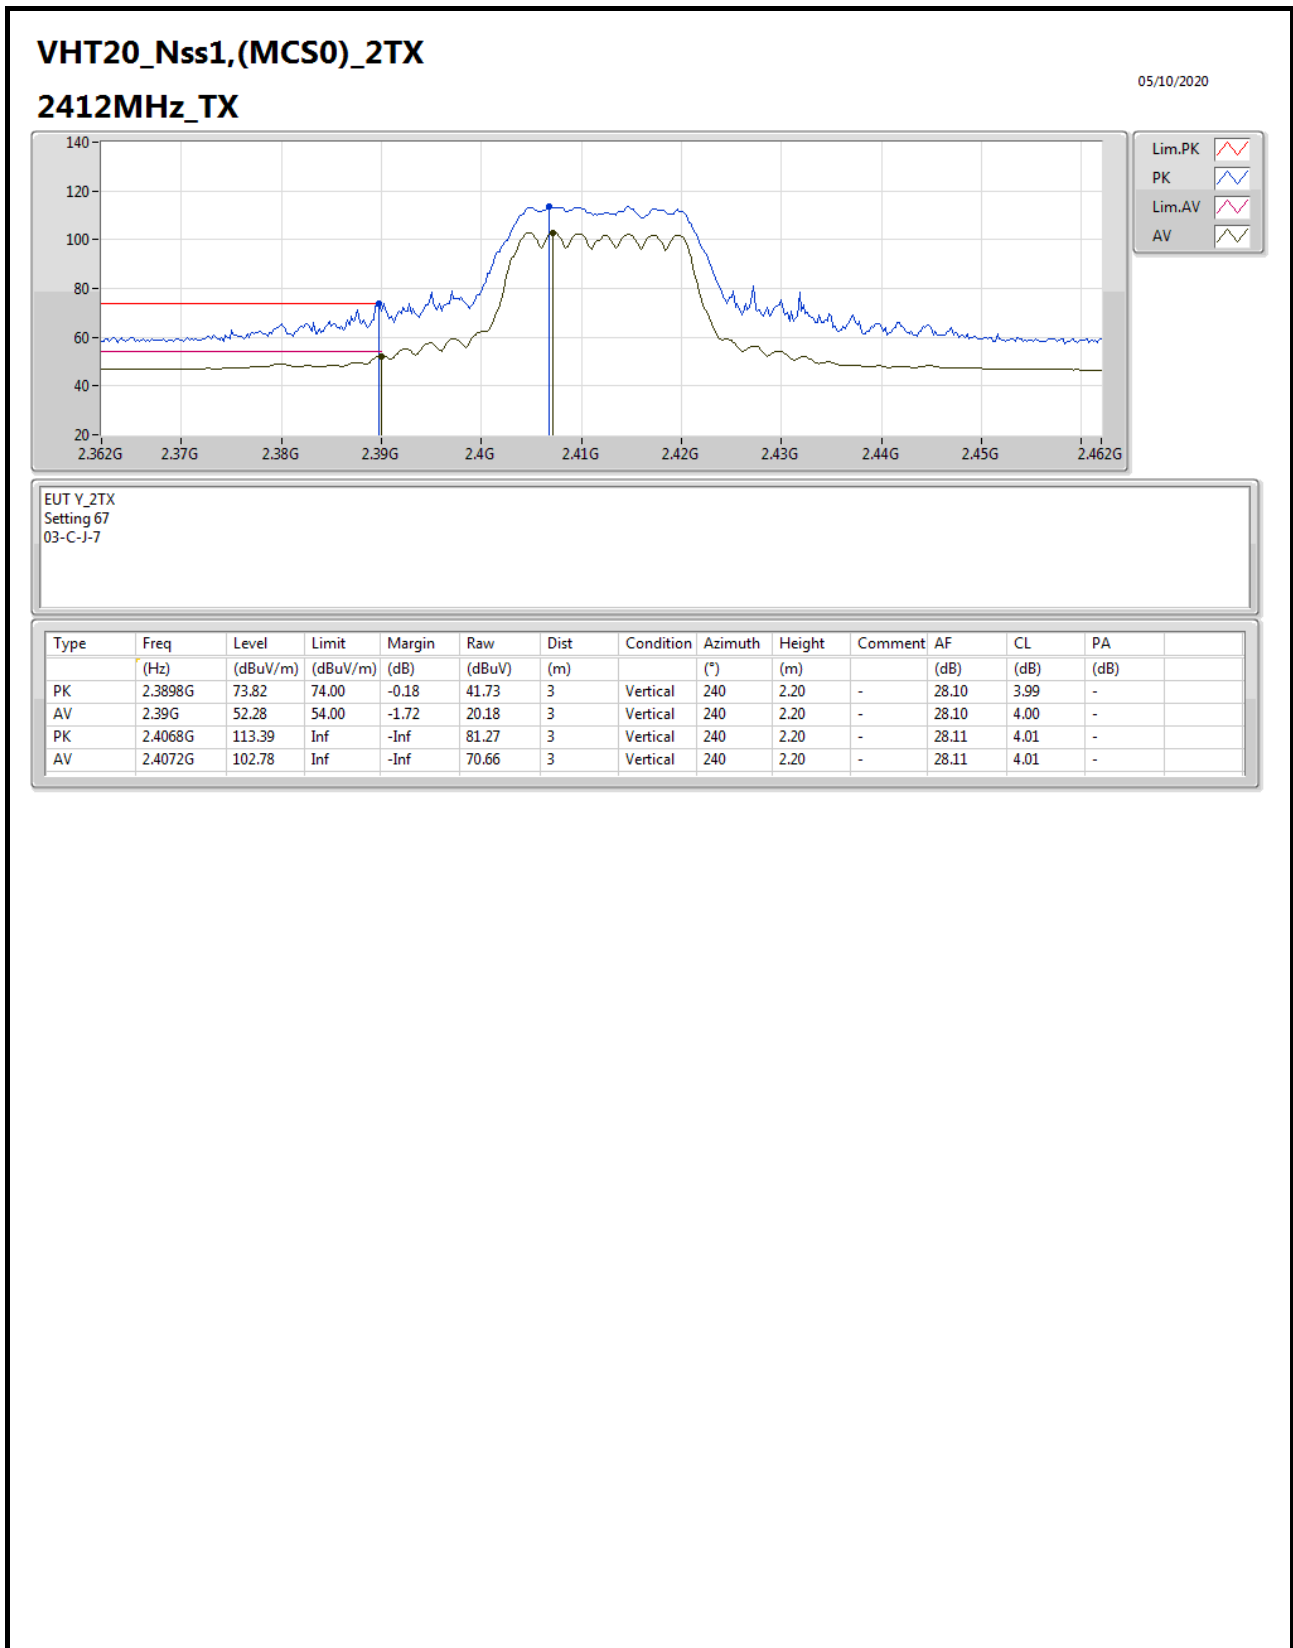 VHT20_Nss1,(MCS0)_2TX
05/10/2020
2412MHz_TX
140
120
100
80
60
40
20
2.362G 2.37G 2.38G 2.39G 2.4G 2.41G 2.42G 2.43G 2.44G 2.45G 2.462G
Lim.PK
PK
Lim.AV
AV
EUT Y_2TX
Setting 67
03-C-J-7
Type Freq Level Limit Margin Raw Dist Condition Azimuth Height Comment AF CL PA
(Hz) (dBuV/m) (dBuV/m) (dB) (dBuV) (m) (°) (m) (dB) (dB) (dB)
PK 2.3898G 73.82 74.00 -0.18 41.73 3 Vertical 240 2.20 - 28.10 3.99 -
AV 2.39G 52.28 54.00 -1.72 20.18 3 Vertical 240 2.20 - 28.10 4.00 -
PK 2.4068G 113.39 Inf -Inf 81.27 3 Vertical 240 2.20 - 28.11 4.01 -
AV 2.4072G 102.78 Inf -Inf 70.66 3 Vertical 240 2.20 - 28.11 4.01 -